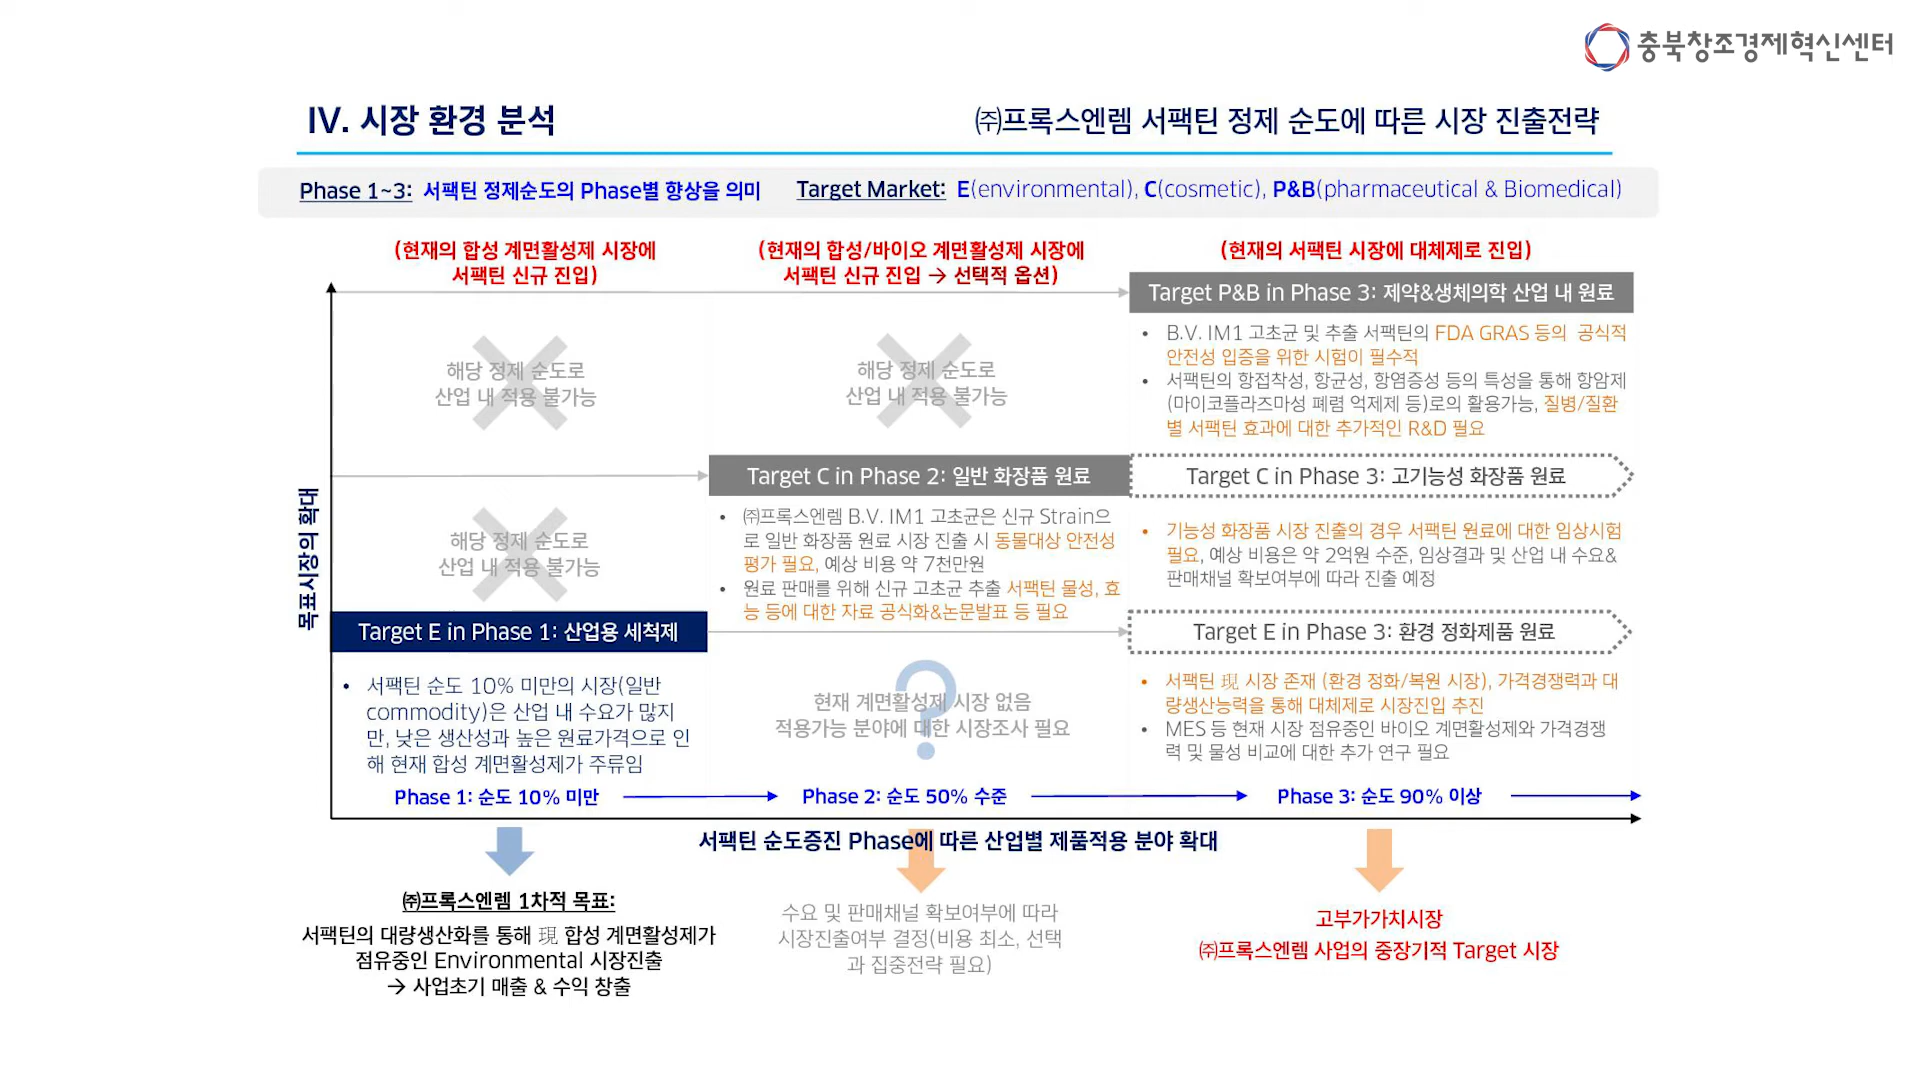 충북창조경제혁신센터
IV. 시장 환경 분석
㈜프록스엔렘 서팩틴 정제 순도에 따른 시장 진출전략
Phase 1~3: 서팩틴 정제순도의 Phase별 향상을 의미
Target Market: E(environmental), C(cosmetic), P&B(pharmaceutical & Biomedical)
(현재의 합성 계면활성제 시장에
서팩틴 신규 진입)
(현재의 합성/바이오 계면활성제 시장에
서팩틴 신규 진입 → 선택적 옵션)
(현재의 서팩틴 시장에 대체제로 진입)
목표시장의 확대
해당 정제 순도로
산업 내 적용 불가능
해당 정제 순도로
산업 내 적용 불가능
Target P&B in Phase 3: 제약&생체의학 산업 내 원료
• B.V. IM1 고초균 및 추출 서팩틴의 FDA GRAS 등의 공식적
안전성 입증을 위한 시험이 필수적
• 서팩틴의 항접착성, 항균성, 항염증성 등의 특성을 통해 항암제
(마이코플라즈마성 폐렴 억제제 등)로의 활용가능, 질병/질환
별 서팩틴 효과에 대한 추가적인 R&D 필요
해당 정제 순도로
산업 내 적용 불가능
Target C in Phase 2: 일반 화장품 원료
• ㈜프록스엔렘 B.V. IM1 고초균은 신규 Strain으
로 일반 화장품 원료 시장 진출 시 동물대상 안전성
평가 필요, 예상 비용 약 7천만원
• 원료 판매를 위해 신규 고초균 추출 서팩틴 물성, 효
능 등에 대한 자료 공식화&논문발표 등 필요
Target C in Phase 3: 고기능성 화장품 원료
• 기능성 화장품 시장 진출의 경우 서팩틴 원료에 대한 임상시험
필요, 예상 비용은 약 2억원 수준, 임상결과 및 산업 내 수요&
판매채널 확보여부에 따라 진출 예정
Target E in Phase 1: 산업용 세척제
• 서팩틴 순도 10% 미만의 시장(일반
commodity)은 산업 내 수요가 많지
만, 낮은 생산성과 높은 원료가격으로 인
해 현재 합성 계면활성제가 주류임
?
현재 계면활성제 시장 없음
적용가능 분야에 대한 시장조사 필요
Target E in Phase 3: 환경 정화제품 원료
• 서팩틴 現 시장 존재 (환경 정화/복원 시장), 가격경쟁력과 대
량생산능력을 통해 대체제로 시장진입 추진
• MES 등 현재 시장 점유중인 바이오 계면활성제와 가격경쟁
력 및 물성 비교에 대한 추가 연구 필요
Phase 1: 순도 10% 미만
Phase 2: 순도 50% 수준
Phase 3: 순도 90% 이상
서팩틴 순도증진 Phase에 따른 산업별 제품적용 분야 확대
㈜프록스엔렘 1차적 목표:
서팩틴의 대량생산화를 통해 現 합성 계면활성제가
점유중인 Environmental 시장진출
→ 사업초기 매출 & 수익 창출
수요 및 판매채널 확보여부에 따라
시장진출여부 결정(비용 최소, 선택
과 집중전략 필요)
고부가가치시장
㈜프록스엔렘 사업의 중장기적 Target 시장